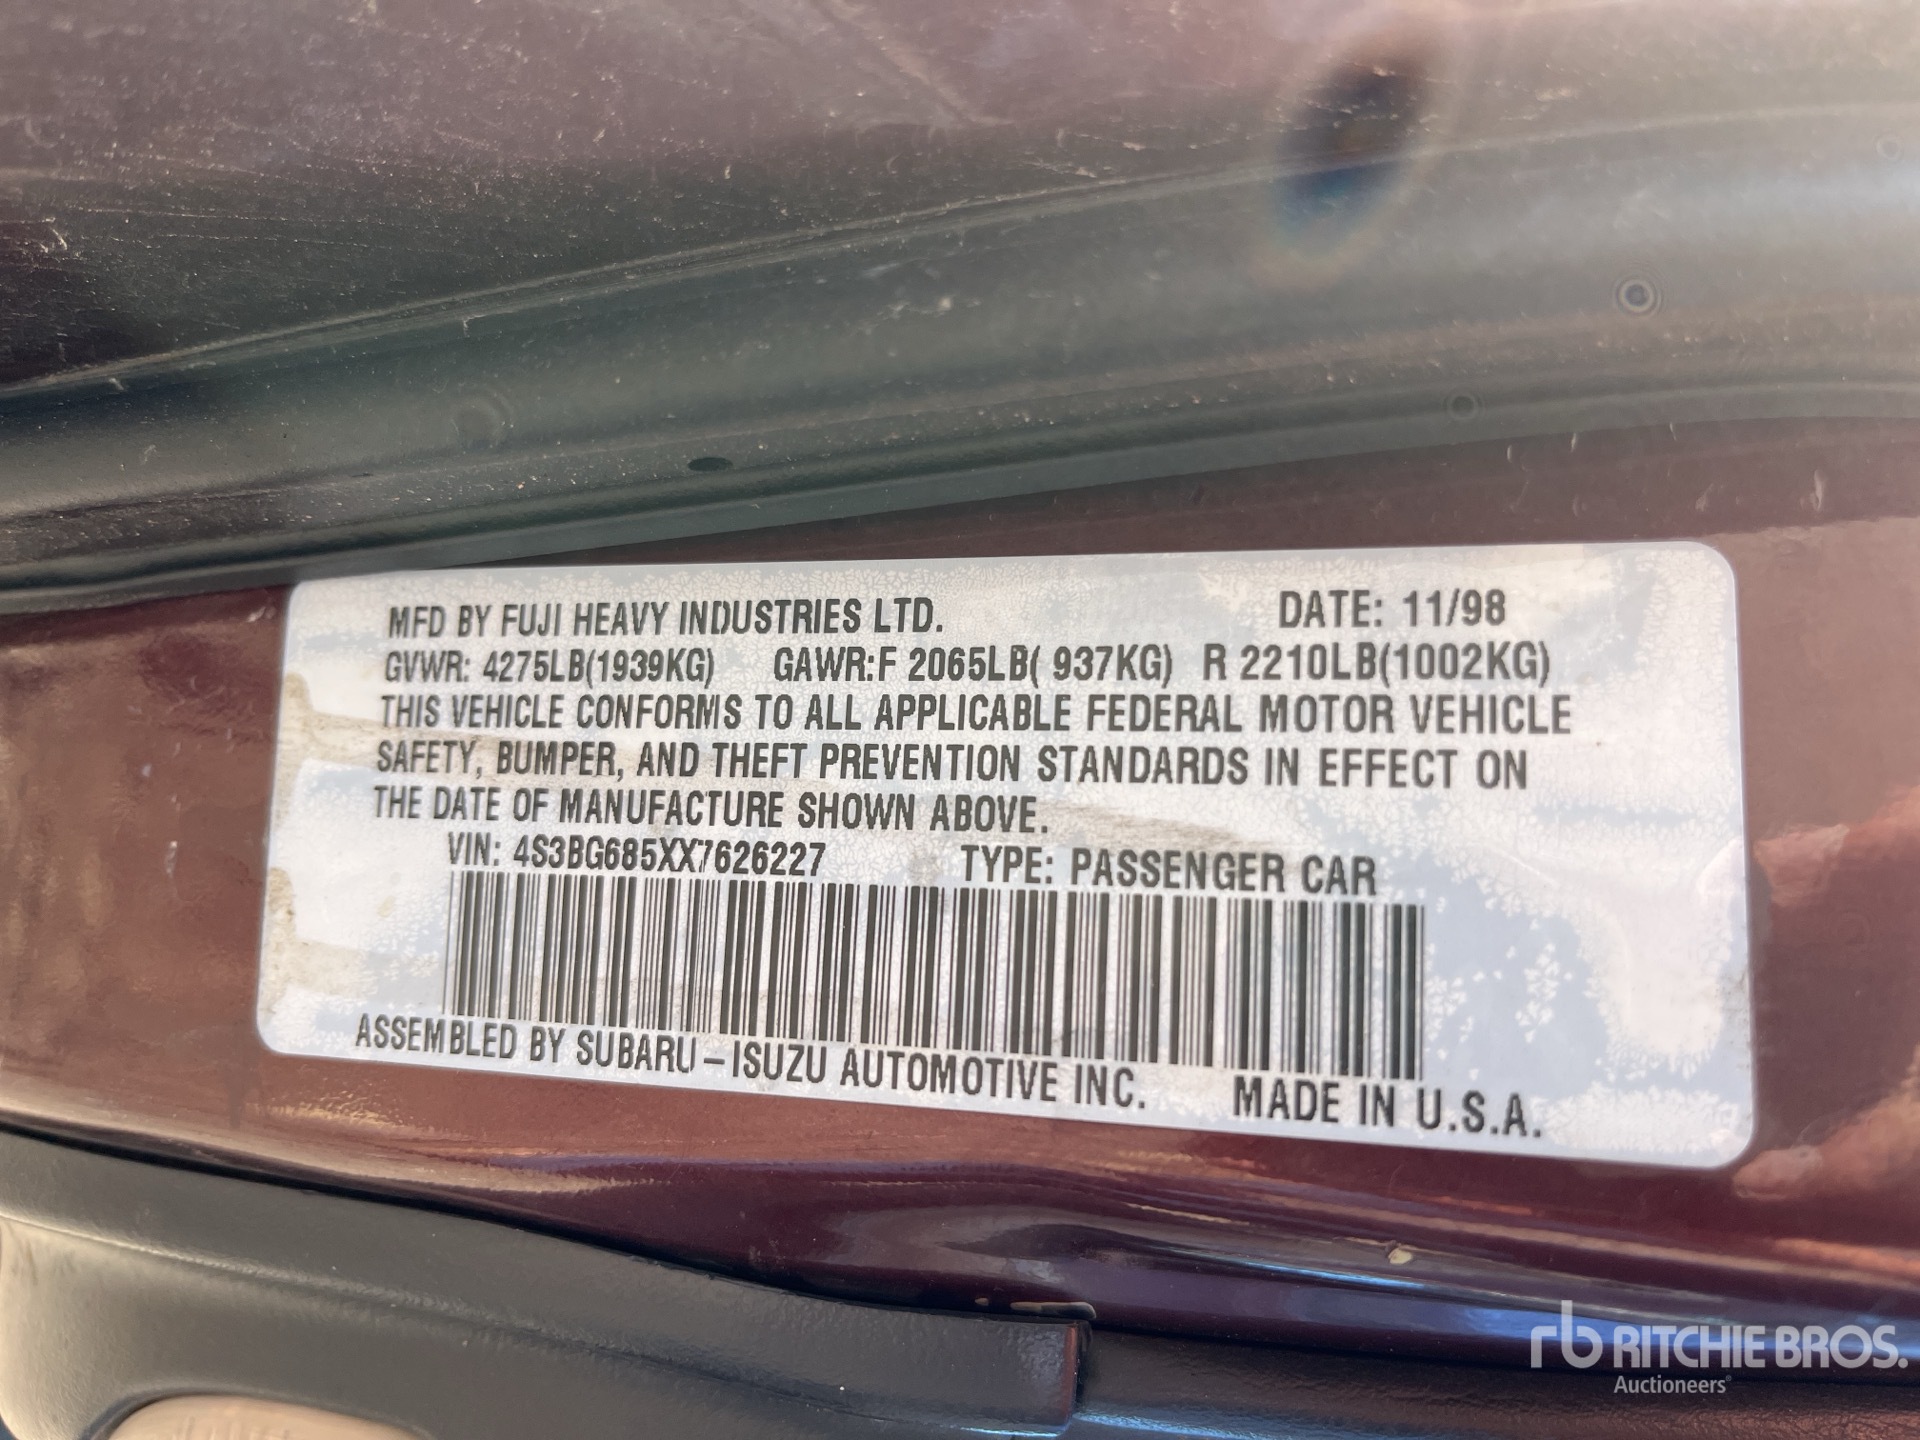 MFD BY FUJI HEAVY INDUSTRIES LTD. DATE: 11/98
GVWR: 4275LB(1939KG) GAWR:F 2065LB( 937KG) R 2210LB(1002KG)
THIS VEHICLE CONFORMS TO ALL APPLICABLE FEDERAL MOTOR VEHICLE
SAFETY, BUMPER, AND THEFT PREVENTION STANDARDS IN EFFECT ON
THE DATE OF MANUFACTURE SHOWN ABOVE.
VIN: 4S3BG685XX7626227 TYPE: PASSENGER CAR
ASSEMBLED BY SUBARU-ISUZU AUTOMOTIVE INC. MADE IN U.S.A.
rb RITCHIE BROS.
Auctioneers